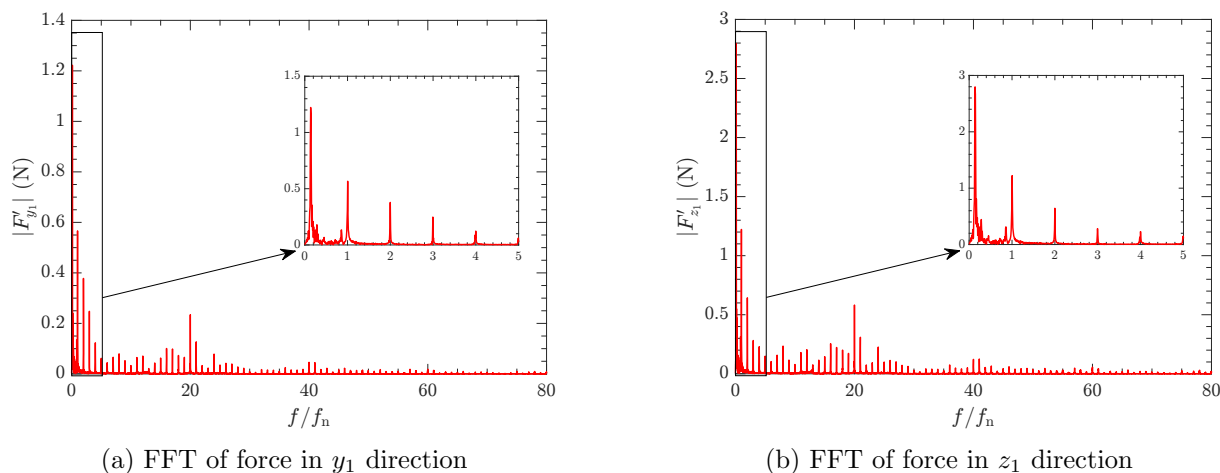 1.4
1.2
1
0.8
0.6
0.4
0.2
0
|F′y₁| (N)
0 20 40 60 80
f/fn
1.5
1
0.5
0
0 1 2 3 4 5
(a) FFT of force in y₁ direction
3
2.5
2
1.5
1
0.5
0
|F′z₁| (N)
0 20 40 60 80
f/fn
3
2
1
0
0 1 2 3 4 5
(b) FFT of force in z₁ direction